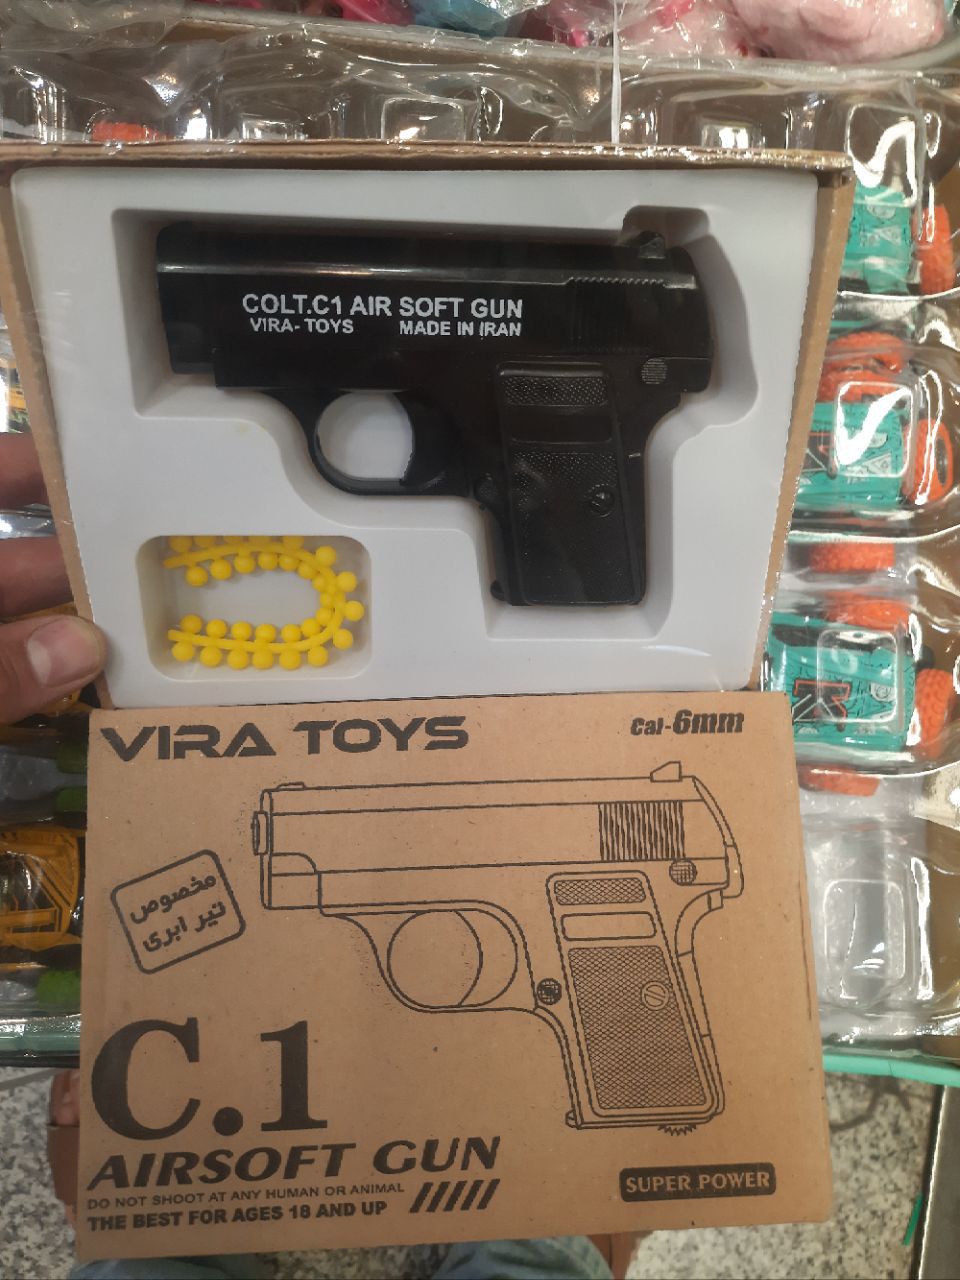 COLT.C1 AIR SOFT GUN
VIRA- TOYS MADE IN IRAN
VIRA TOYS
Cal-6mm
مخصوص
تیر ابری
C.1
AIRSOFT GUN
DO NOT SHOOT AT ANY HUMAN OR ANIMAL
THE BEST FOR AGES 18 AND UP
SUPER POWER